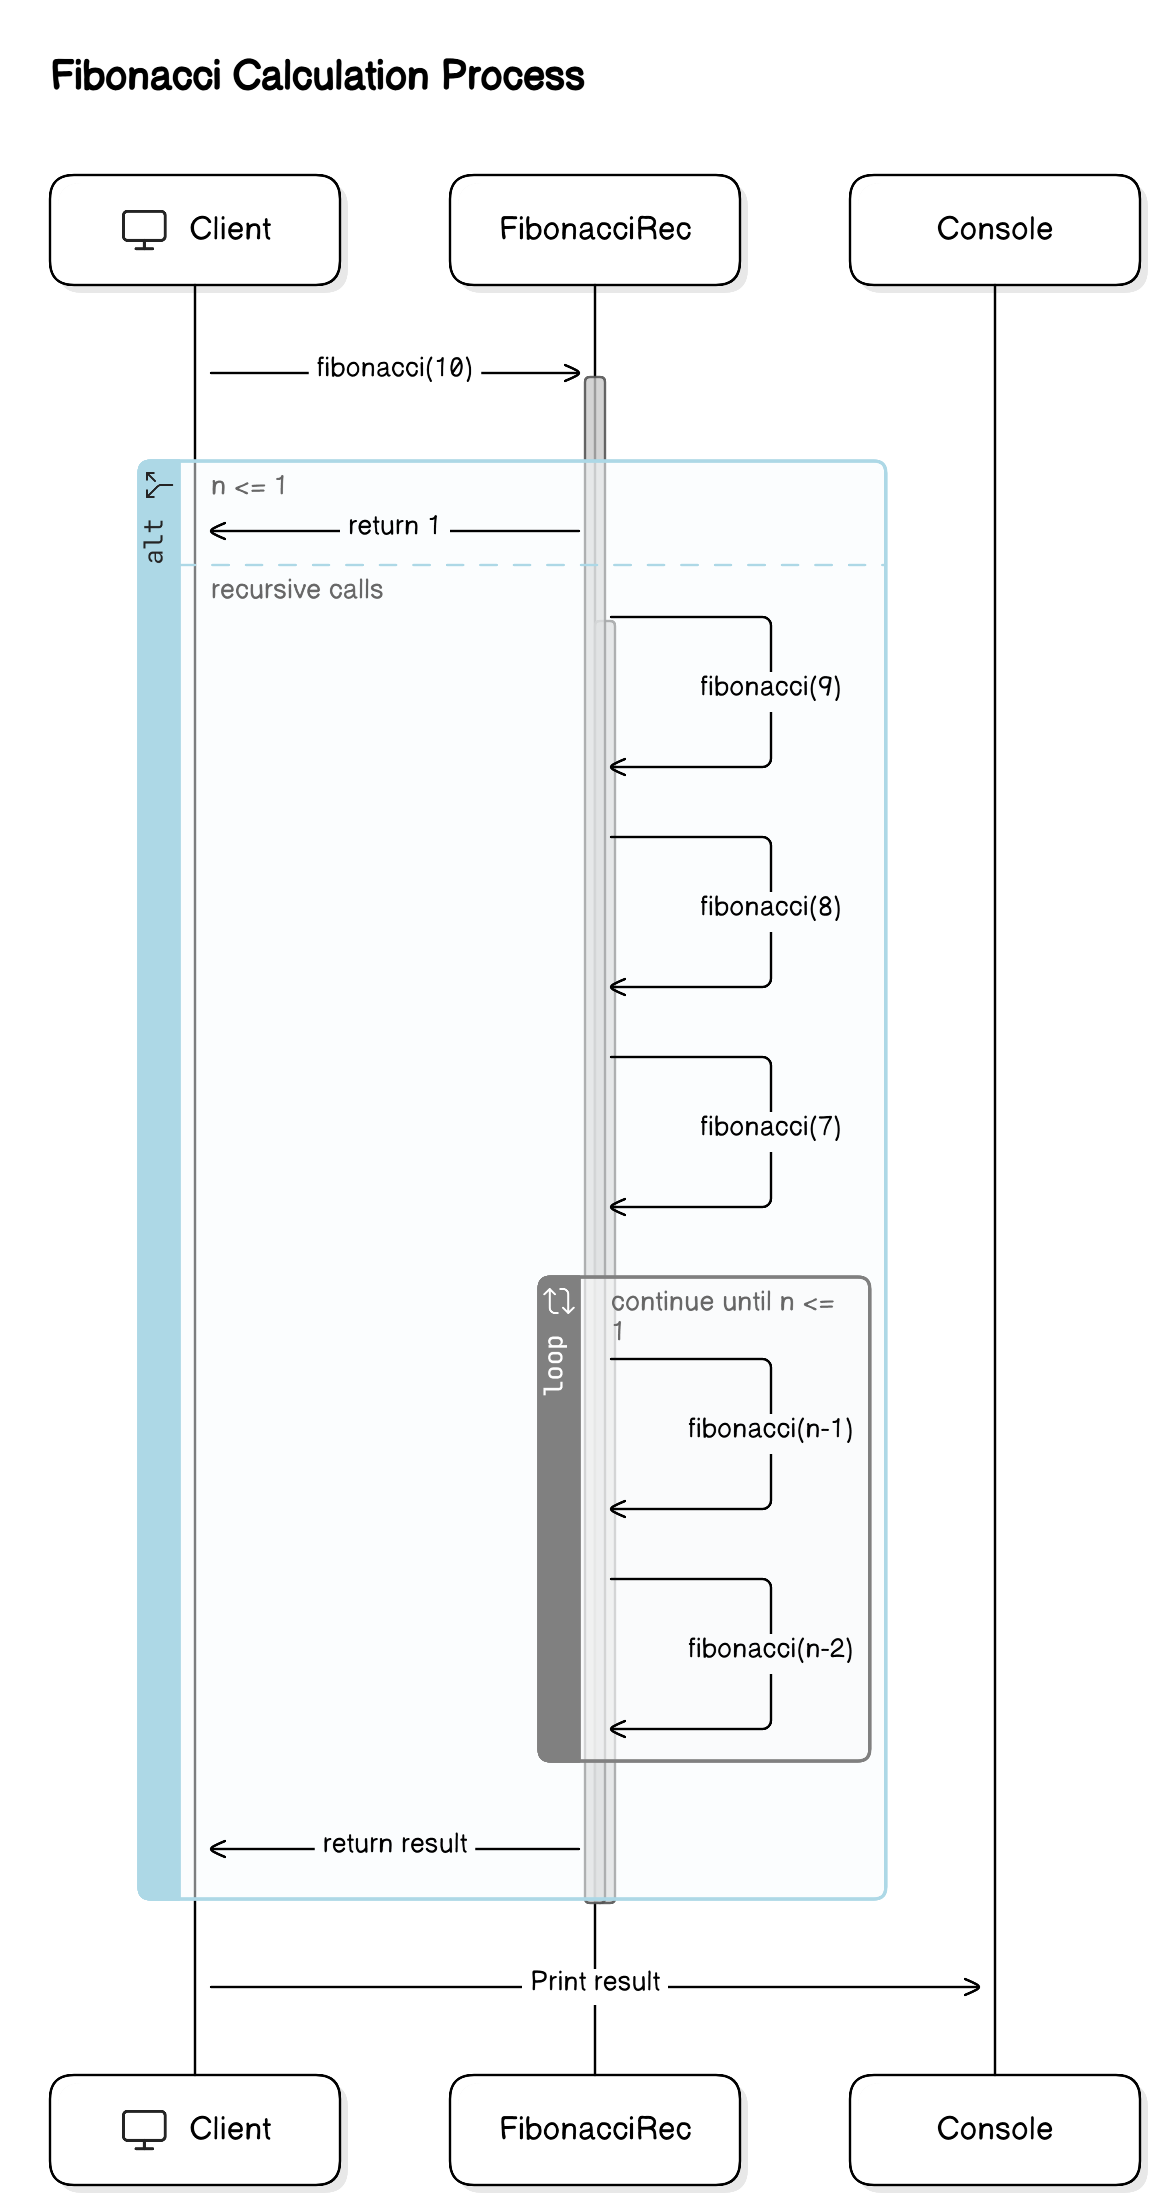 Fibonacci Calculation Process
Client
FibonacciRec
Console
fibonacci(10)
alt
n <= 1
return 1
recursive calls
fibonacci(9)
fibonacci(8)
fibonacci(7)
loop
continue until n <=
1
fibonacci(n-1)
fibonacci(n-2)
return result
Print result
Client
FibonacciRec
Console